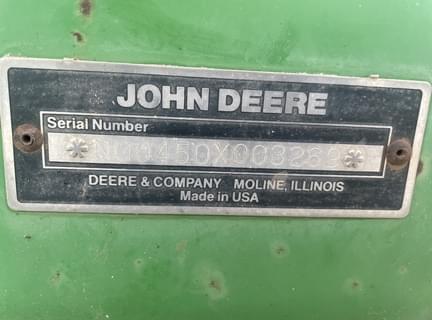 JOHN DEERE
Serial Number
DEERE & COMPANY MOLINE, ILLINOIS
Made in USA